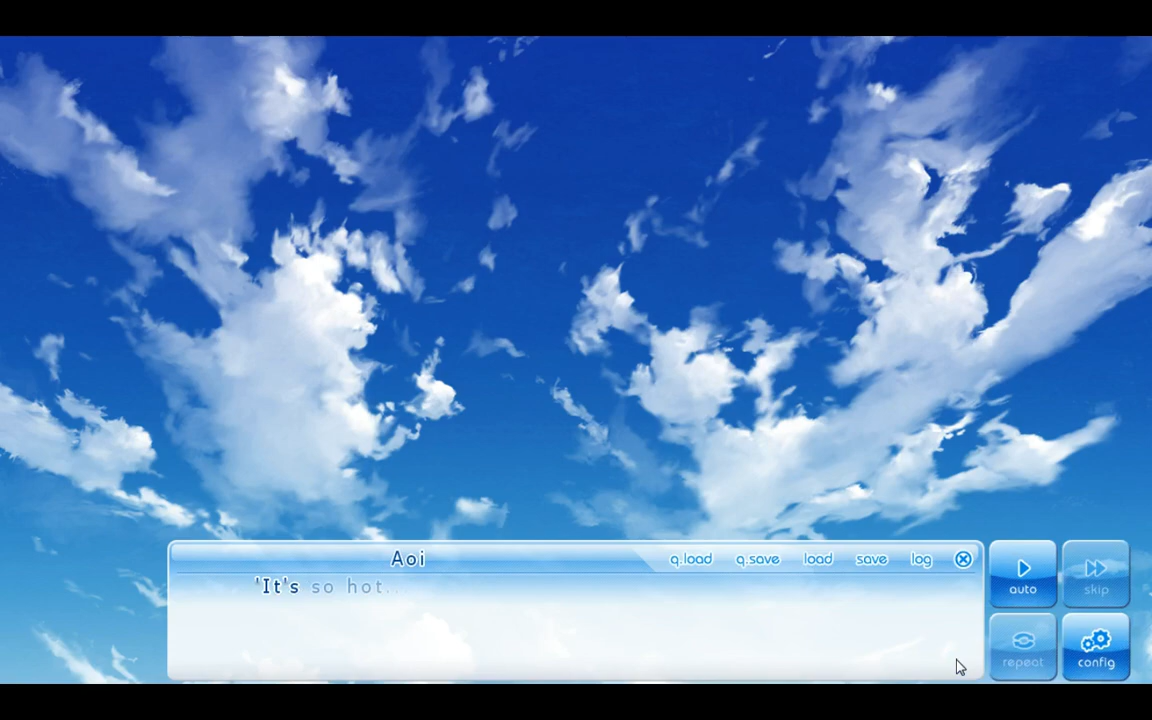 Aoi
q.load q.save load save log
'It's so hot..
auto
skip
repeat
config